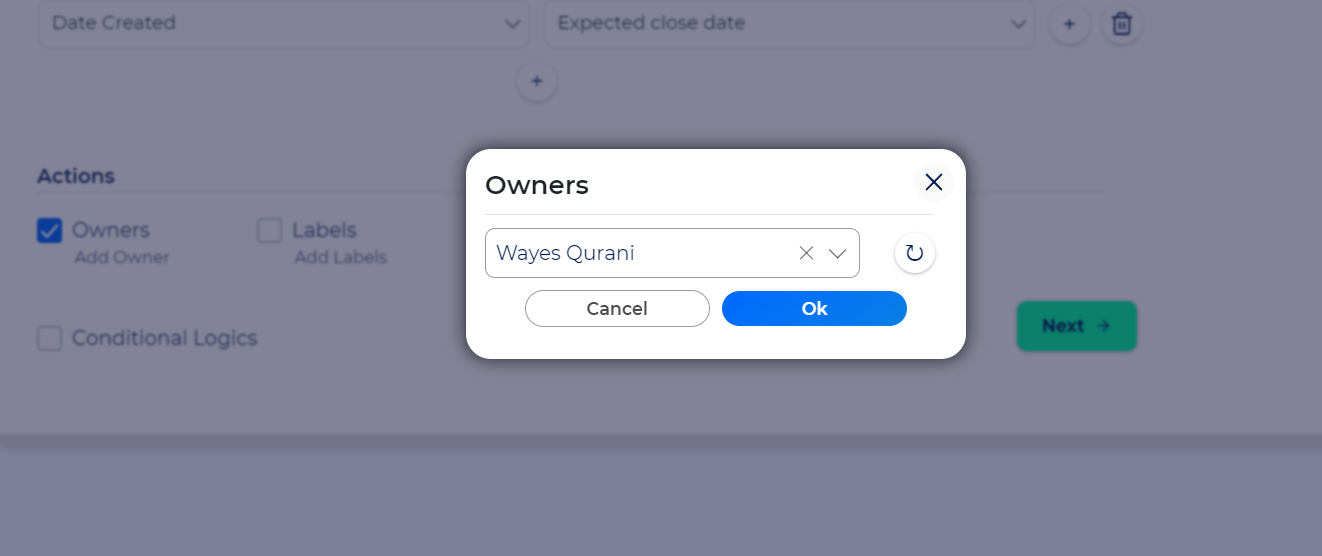 Date Created
Expected close date
Actions
Owners
Add Owner
Labels
Add Labels
Conditional Logics
Owners
Wayes Qurani
Cancel
Ok
Next